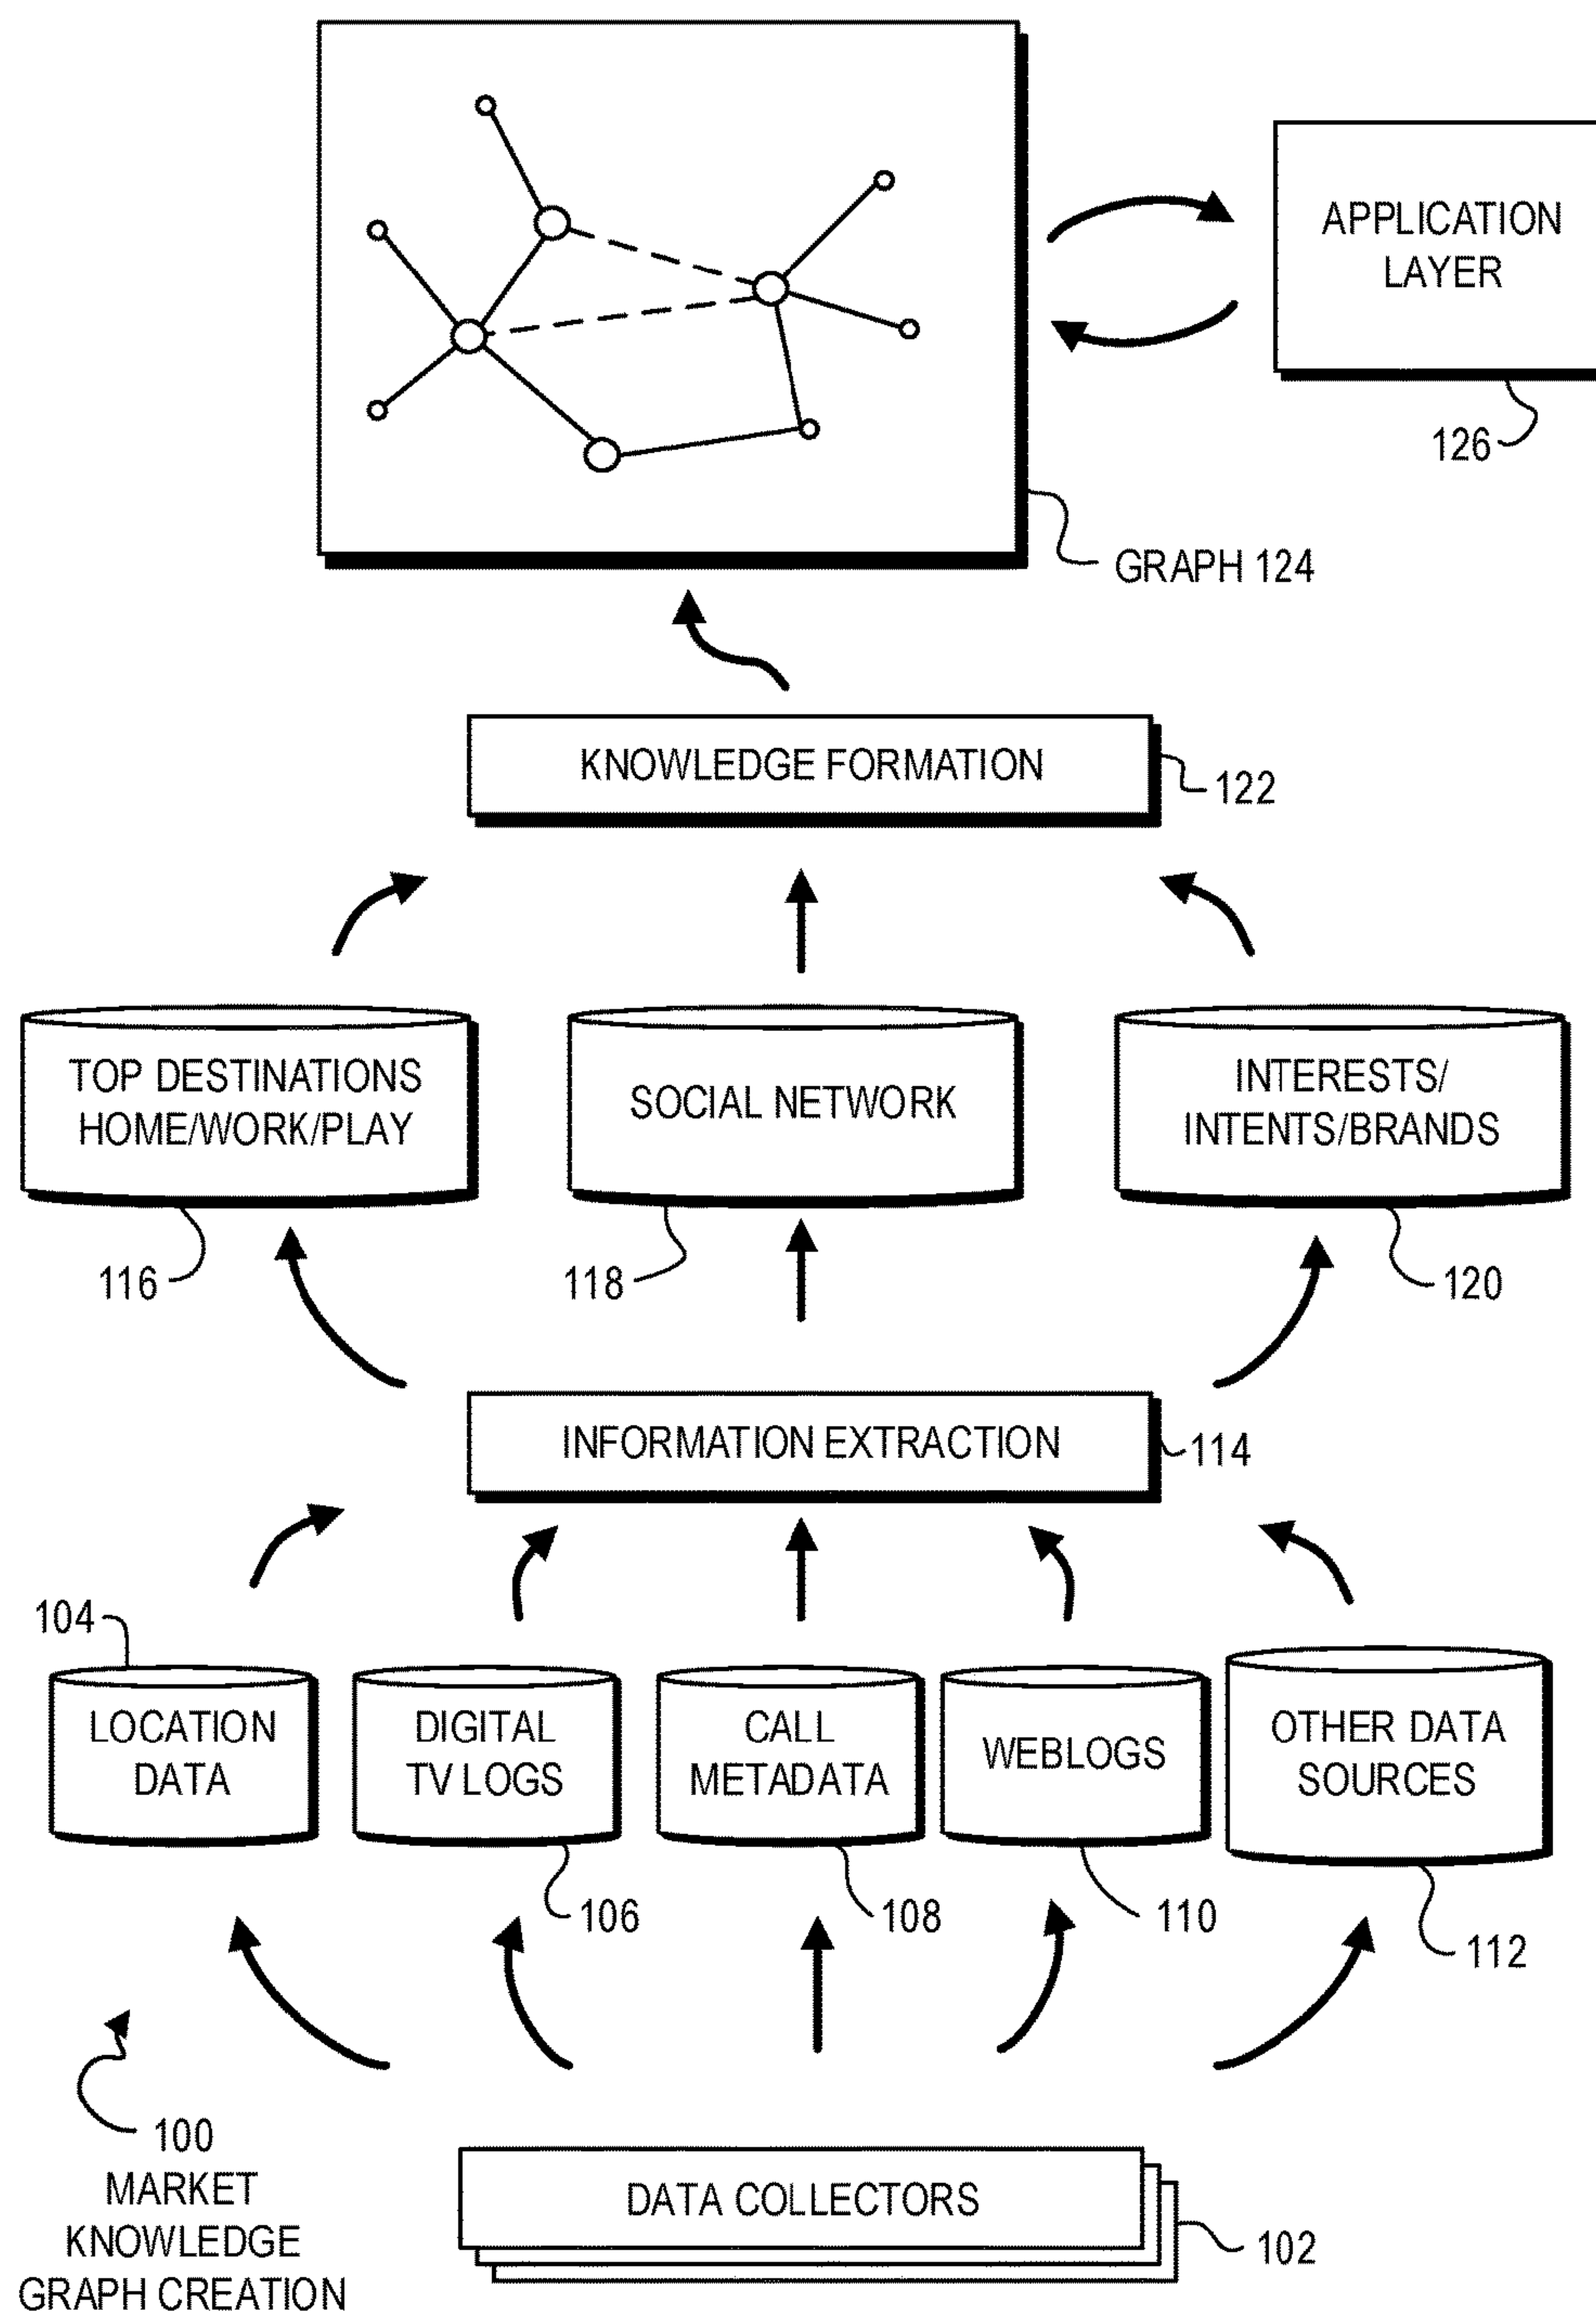 APPLICATION
LAYER
126
GRAPH 124
KNOWLEDGE FORMATION
122
TOP DESTINATIONS
HOME/WORK/PLAY
SOCIAL NETWORK
INTERESTS/
INTENTS/BRANDS
116
118
120
INFORMATION EXTRACTION
114
104
LOCATION
DATA
DIGITAL
TV LOGS
CALL
METADATA
WEBLOGS
OTHER DATA
SOURCES
106
108
110
112
100
MARKET
KNOWLEDGE
GRAPH CREATION
DATA COLLECTORS
102